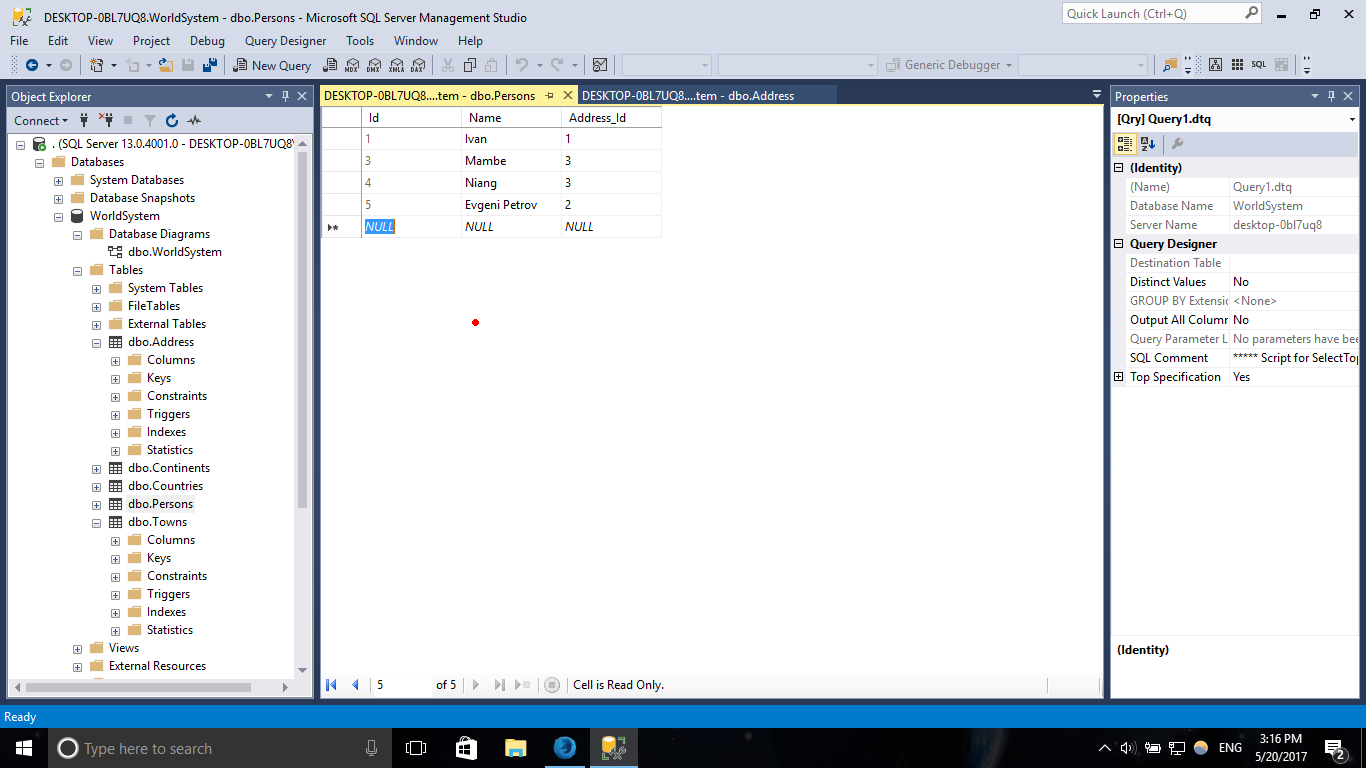 DESKTOP-0BL7UQ8.WorldSystem - dbo.Persons - Microsoft SQL Server Management Studio
Quick Launch (Ctrl+Q)
File Edit View Project Debug Query Designer Tools Window Help
New Query MDX DMX XMLA DAX Generic Debugger SQL
Object Explorer
Connect
. (SQL Server 13.0.4001.0 - DESKTOP-0BL7UQ8\
Databases
System Databases
Database Snapshots
WorldSystem
Database Diagrams
dbo.WorldSystem
Tables
System Tables
FileTables
External Tables
dbo.Address
Columns
Keys
Constraints
Triggers
Indexes
Statistics
dbo.Continents
dbo.Countries
dbo.Persons
dbo.Towns
Columns
Keys
Constraints
Triggers
Indexes
Statistics
Views
External Resources
DESKTOP-0BL7UQ8....tem - dbo.Persons DESKTOP-0BL7UQ8....tem - dbo.Address
Id Name Address_Id
1 Ivan 1
3 Mambe 3
4 Niang 3
5 Evgeni Petrov 2
NULL NULL NULL
5 of 5 Cell is Read Only.
Properties
[Qry] Query1.dtq
(Identity)
(Name) Query1.dtq
Database Name WorldSystem
Server Name desktop-0bl7uq8
Query Designer
Destination Table
Distinct Values No
GROUP BY Extensio <None>
Output All Column No
Query Parameter L No parameters have bee
SQL Comment ***** Script for SelectTop
Top Specification Yes
(Identity)
Ready
Type here to search
ENG
3:16 PM
5/20/2017
2